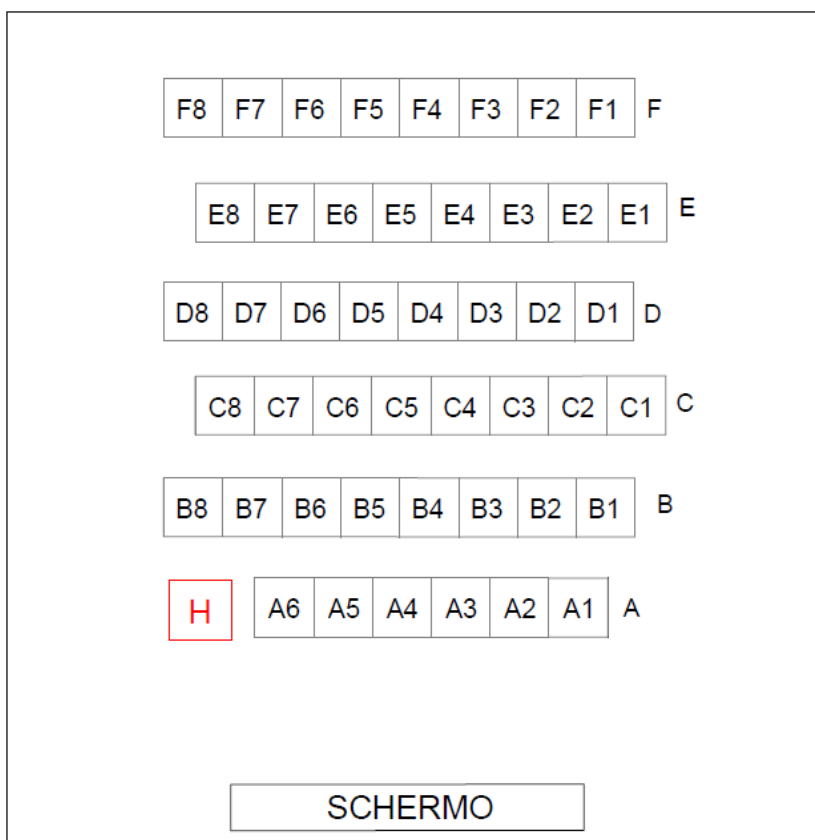 F8 F7 F6 F5 F4 F3 F2 F1 F
E8 E7 E6 E5 E4 E3 E2 E1 E
D8 D7 D6 D5 D4 D3 D2 D1 D
C8 C7 C6 C5 C4 C3 C2 C1 C
B8 B7 B6 B5 B4 B3 B2 B1 B
H A6 A5 A4 A3 A2 A1 A
SCHERMO